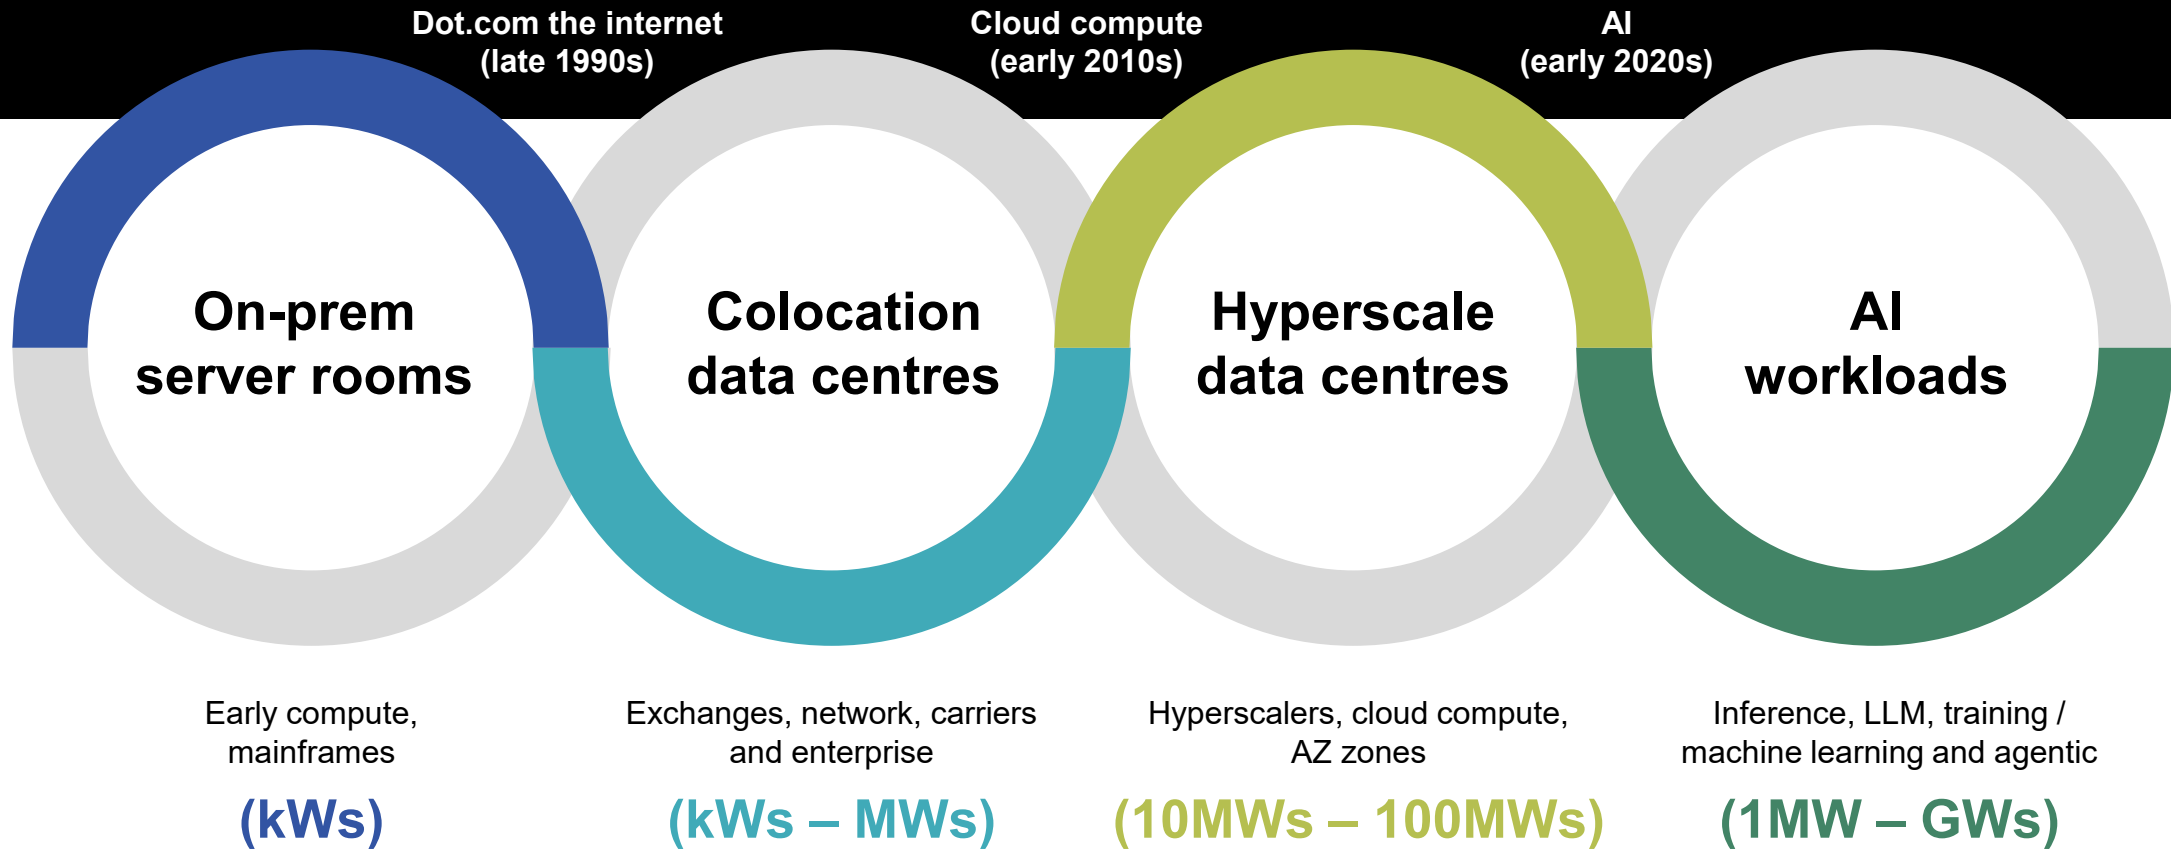 Dot.com the internet
(late 1990s)
Cloud compute
(early 2010s)
AI
(early 2020s)
On-prem
server rooms
Colocation
data centres
Hyperscale
data centres
AI
workloads
Early compute,
mainframes
(kWs)
Exchanges, network, carriers
and enterprise
(kWs – MWs)
Hyperscalers, cloud compute,
AZ zones
(10MWs – 100MWs)
Inference, LLM, training /
machine learning and agentic
(1MW – GWs)